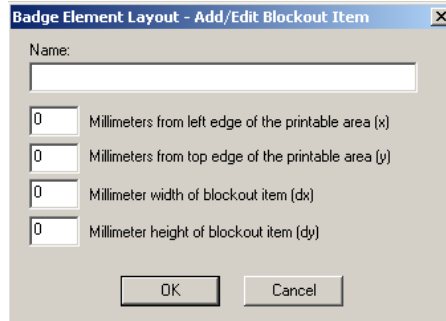 Badge Element Layout - Add/Edit Blockout Item
Name:
0 Millimeters from left edge of the printable area (x)
0 Millimeters from top edge of the printable area (y)
0 Millimeter width of blockout item (dx)
0 Millimeter height of blockout item (dy)
OK Cancel